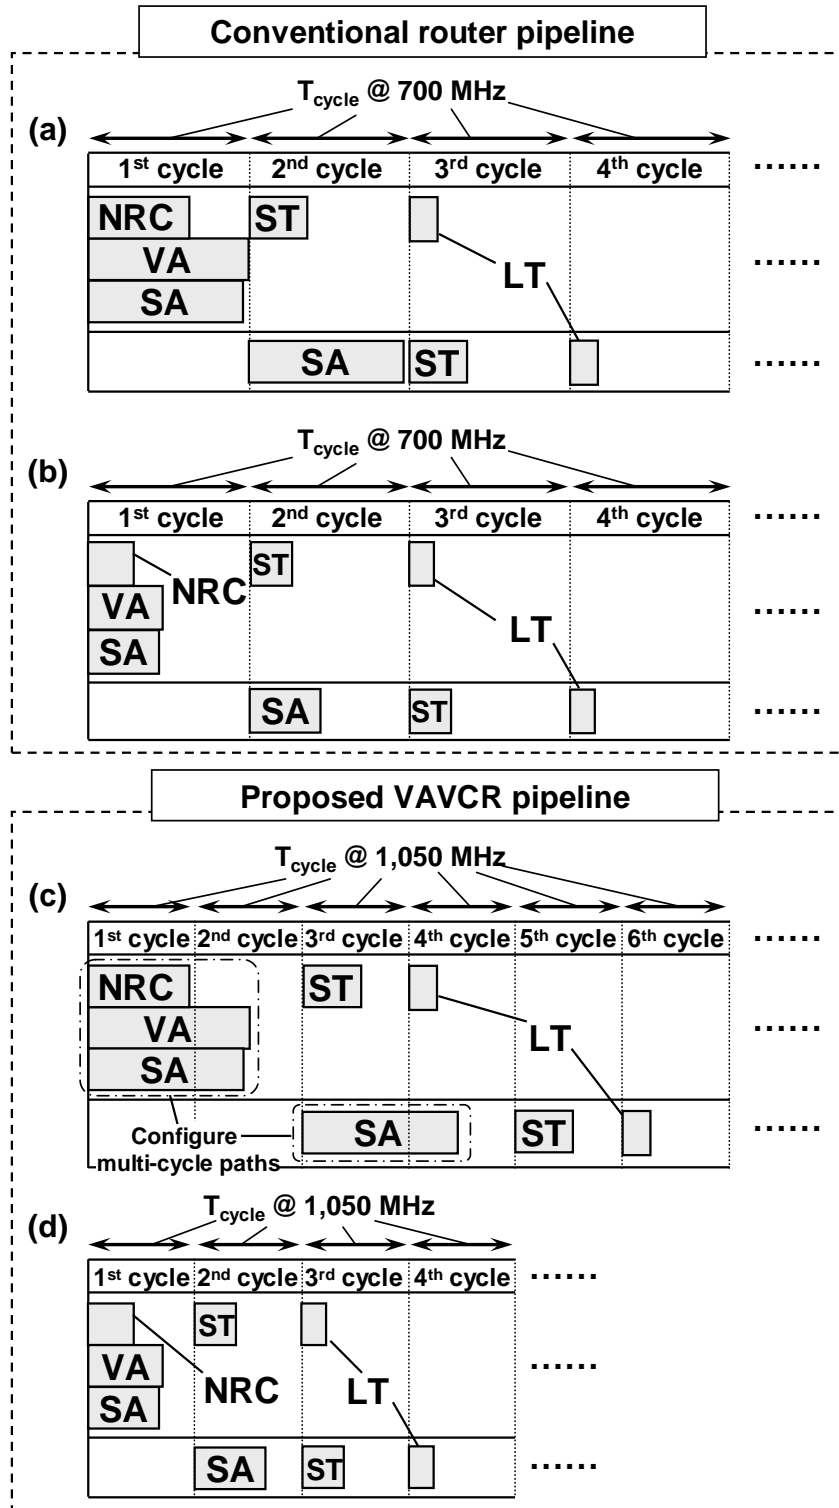 Conventional router pipeline
T_cycle @ 700 MHz
(a)
1st cycle 2nd cycle 3rd cycle 4th cycle ......
NRC ST
VA LT ......
SA
SA ST ......
T_cycle @ 700 MHz
(b)
1st cycle 2nd cycle 3rd cycle 4th cycle ......
ST
NRC
VA LT ......
SA
SA ST ......
Proposed VAVCR pipeline
T_cycle @ 1,050 MHz
(c)
1st cycle 2nd cycle 3rd cycle 4th cycle 5th cycle 6th cycle ......
NRC ST
VA LT ......
SA
SA ST ......
Configure
multi-cycle paths
T_cycle @ 1,050 MHz
(d)
1st cycle 2nd cycle 3rd cycle 4th cycle ......
ST
VA ......
NRC LT
SA
SA ST ......